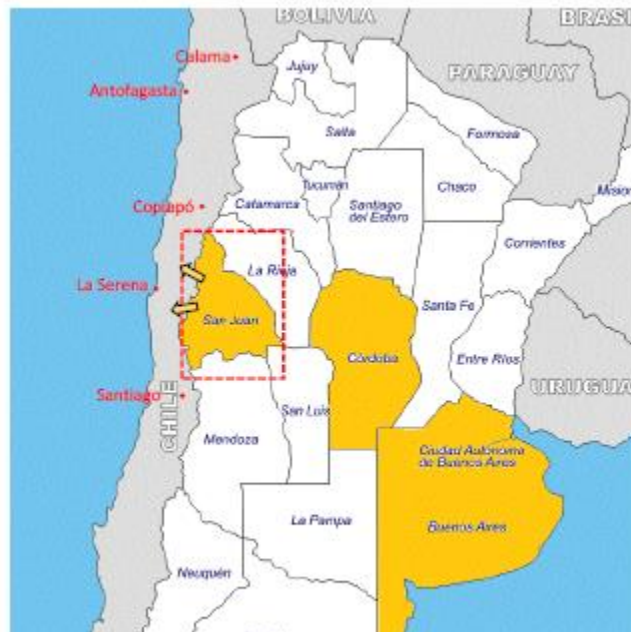 BOLIVIA
BRASI
Calama
Jujuy
PARAGUAY
Antofagasta
Salta
Formosa
Tucumán
Chaco
Mision
Copiapó
Catamarca
Santiago
del Estero
Corrientes
La Rioja
La Serena
San Juan
Santa Fe
Córdoba
Entre Ríos
URUGUA
Santiago
CHILE
San Luis
Mendoza
Ciudad Autónoma
de Buenos Aires
La Pampa
Buenos Aires
Neuquén